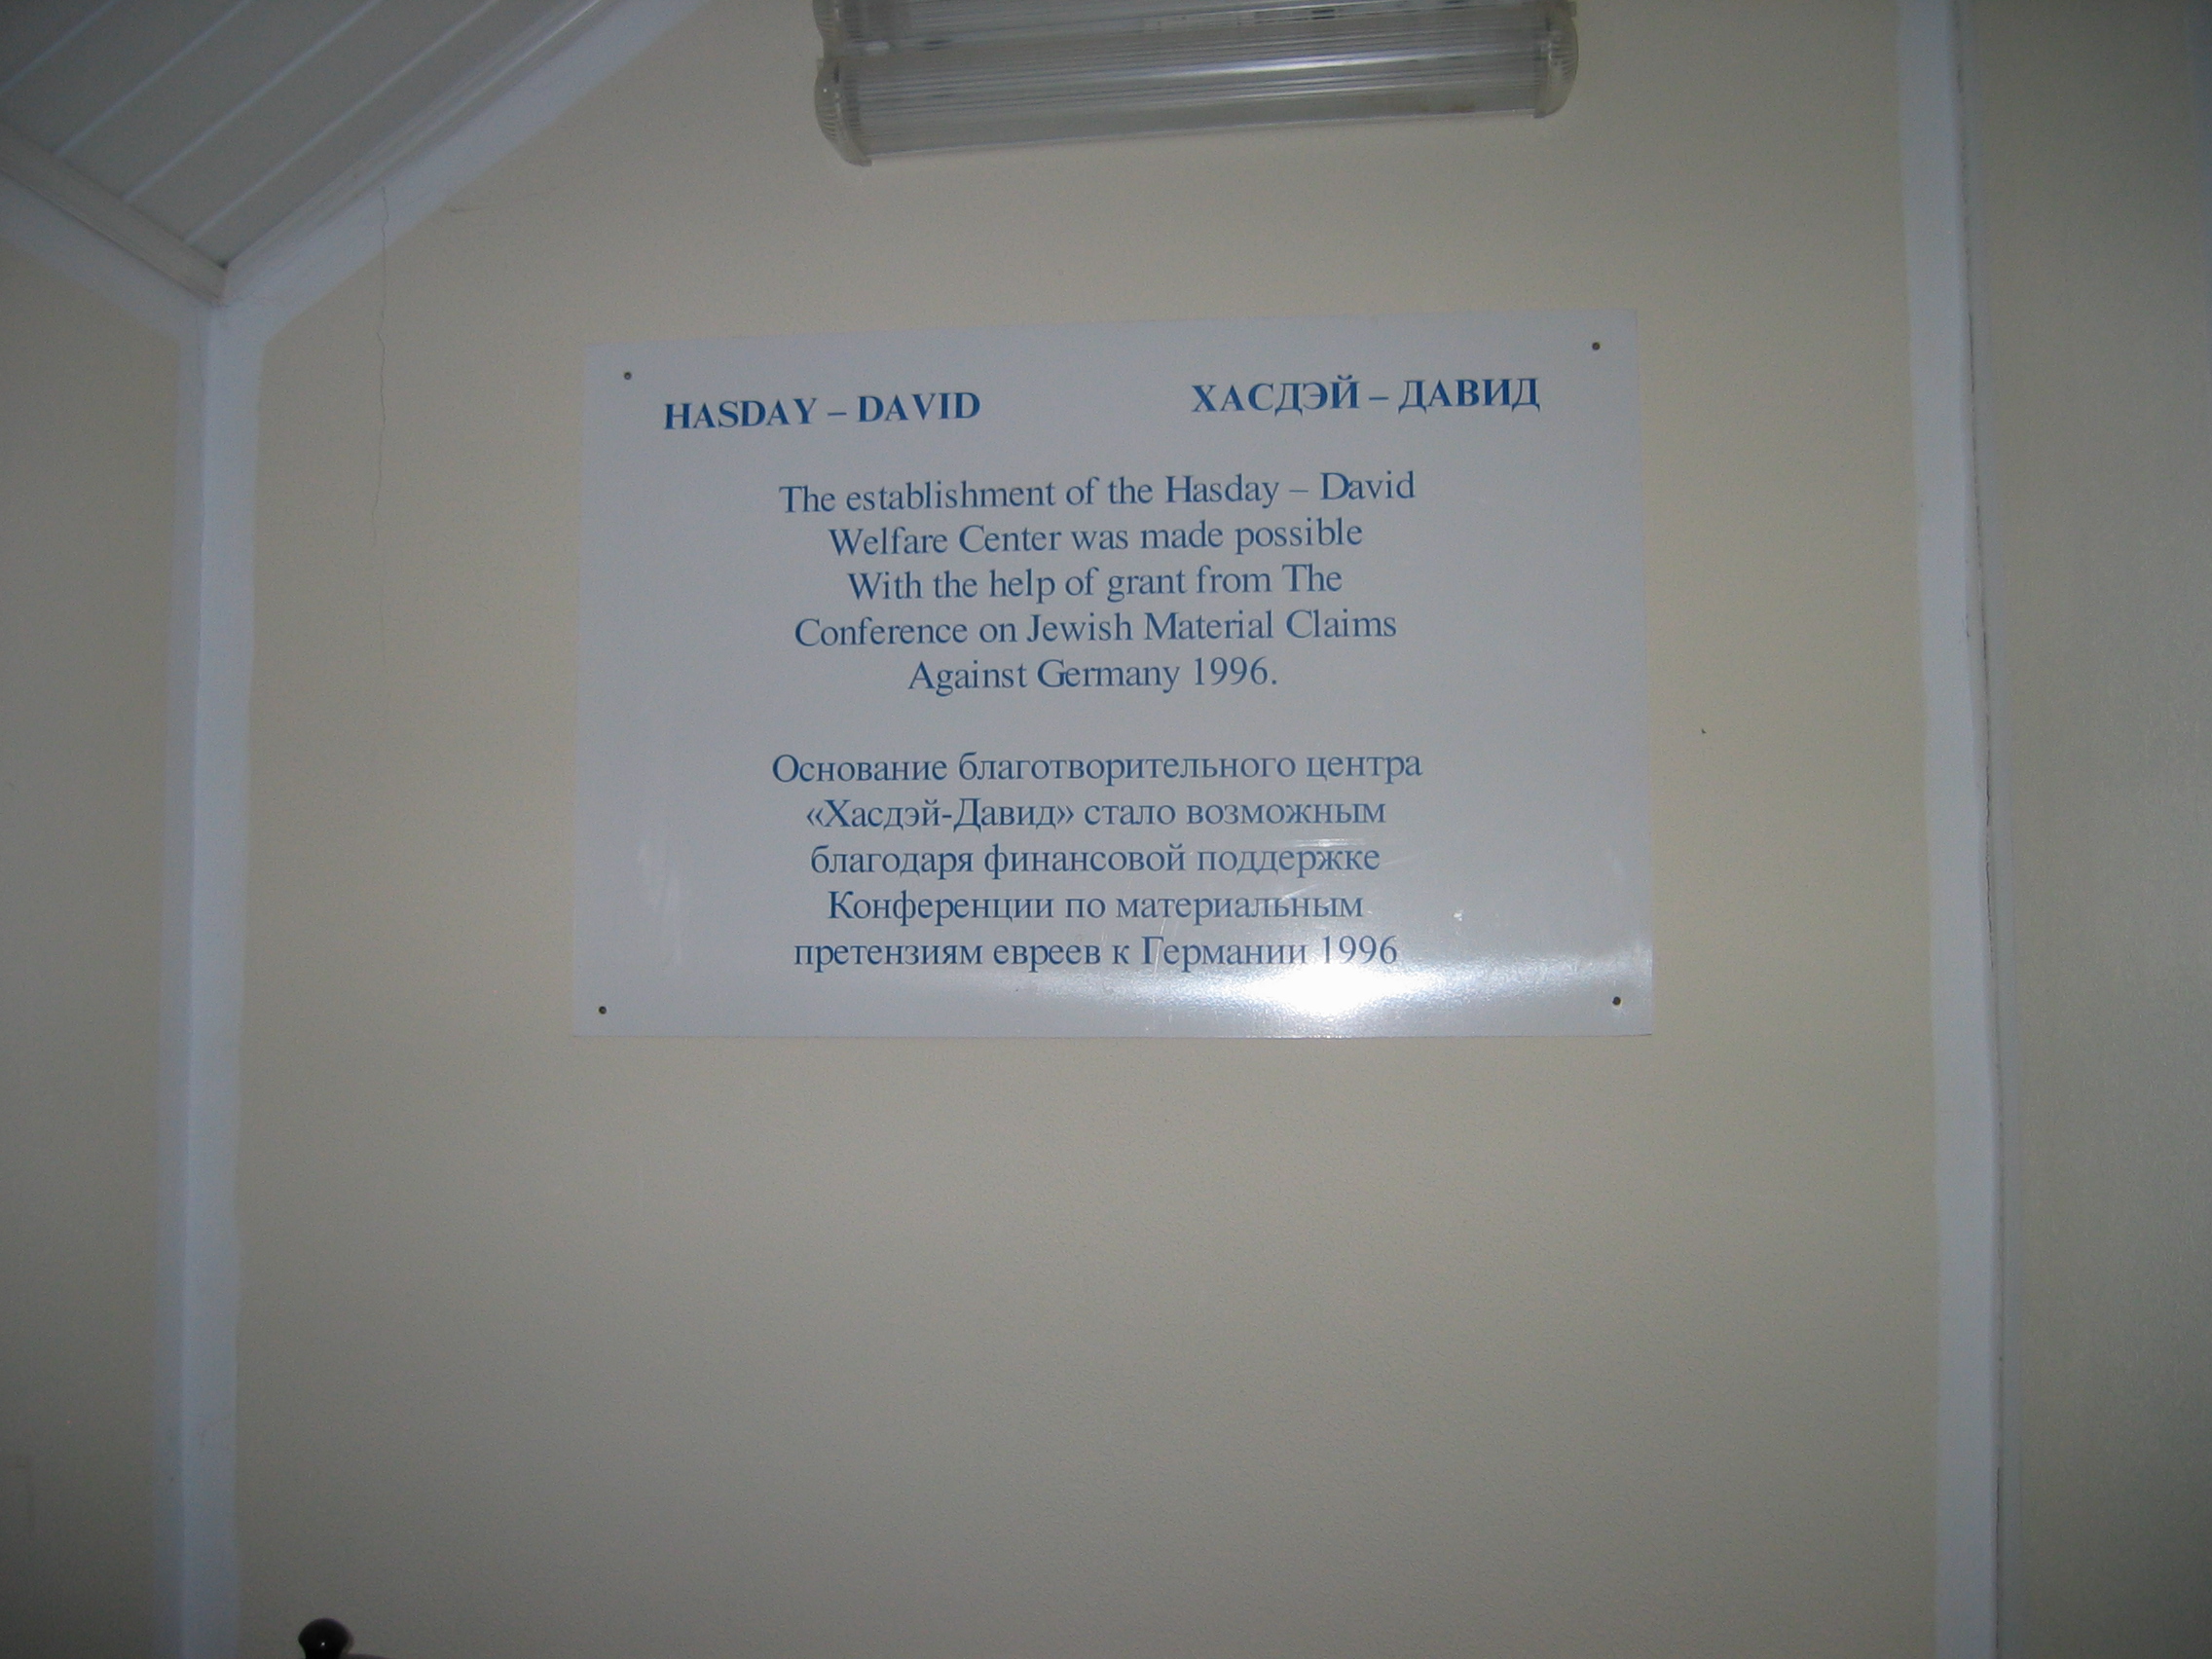 HASDAY – DAVID ХАСДЭЙ – ДАВИД
The establishment of the Hasday – David
Welfare Center was made possible
With the help of grant from The
Conference on Jewish Material Claims
Against Germany 1996.
Основание благотворительного центра
«Хасдэй-Давид» стало возможным
благодаря финансовой поддержке
Конференции по материальным
претензиям евреев к Германии 1996